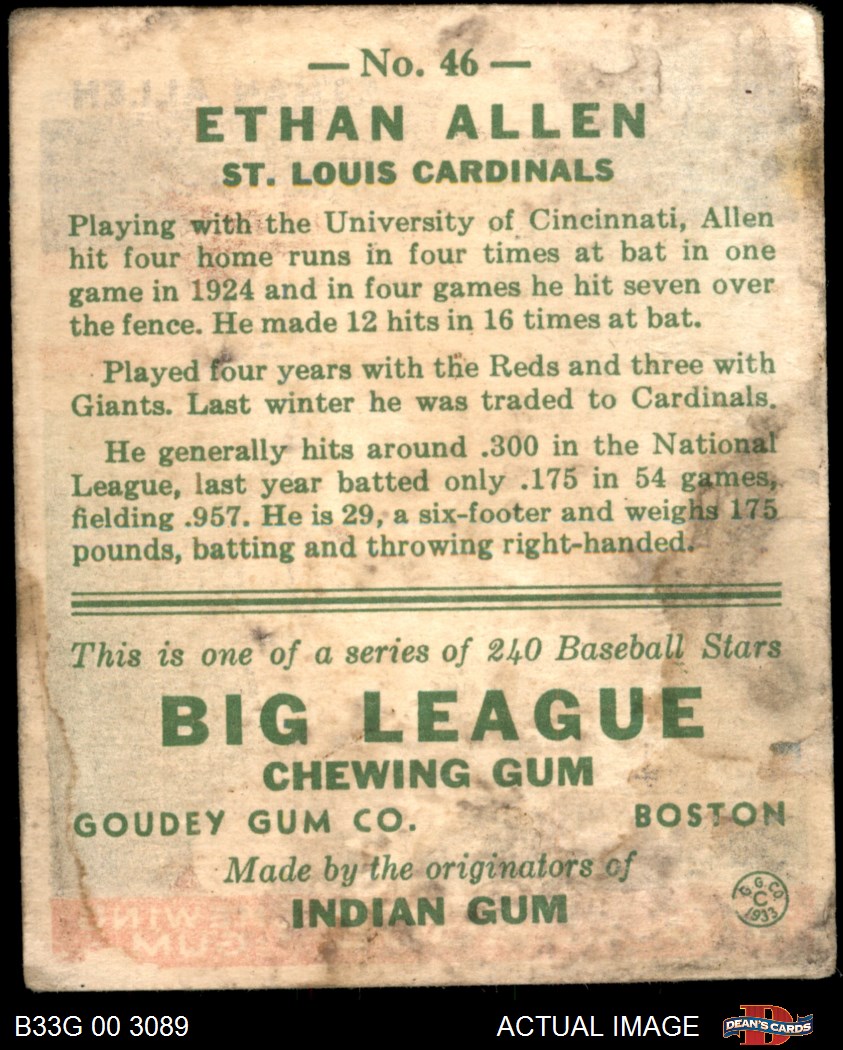 — No. 46 —
ETHAN ALLEN
ST. LOUIS CARDINALS
Playing with the University of Cincinnati, Allen
hit four home runs in four times at bat in one
game in 1924 and in four games he hit seven over
the fence. He made 12 hits in 16 times at bat.
Played four years with the Reds and three with
Giants. Last winter he was traded to Cardinals.
He generally hits around .300 in the National
League, last year batted only .175 in 54 games,
fielding .957. He is 29, a six-footer and weighs 175
pounds, batting and throwing right-handed.
This is one of a series of 240 Baseball Stars
BIG LEAGUE
CHEWING GUM
GOUDEY GUM CO. BOSTON
Made by the originators of
INDIAN GUM
G. G. CO.
C
1933
B33G 00 3089
ACTUAL IMAGE
DEAN'S CARDS